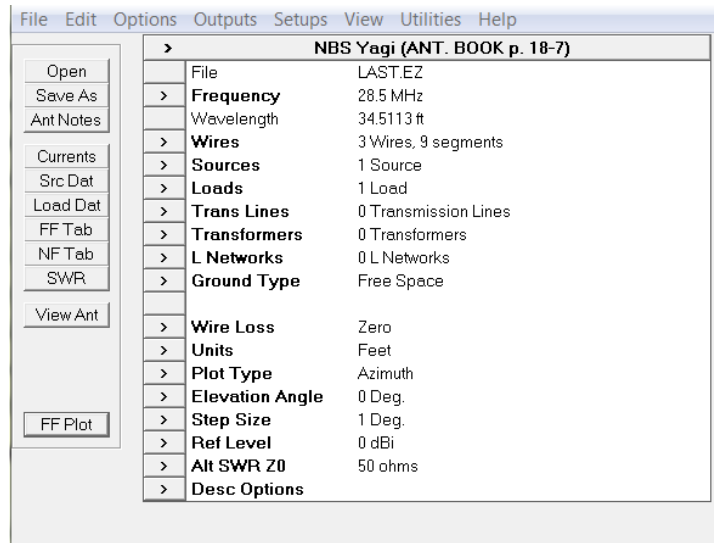 File Edit Options Outputs Setups View Utilities Help
> NBS Yagi (ANT. BOOK p. 18-7)
Open
Save As
Ant Notes
Currents
Src Dat
Load Dat
FF Tab
NF Tab
SWR
View Ant
FF Plot
File LAST.EZ
> Frequency 28.5 MHz
Wavelength 34.5113 ft
> Wires 3 Wires, 9 segments
> Sources 1 Source
> Loads 1 Load
> Trans Lines 0 Transmission Lines
> Transformers 0 Transformers
> L Networks 0 L Networks
> Ground Type Free Space
> Wire Loss Zero
> Units Feet
> Plot Type Azimuth
> Elevation Angle 0 Deg.
> Step Size 1 Deg.
> Ref Level 0 dBi
> Alt SWR Z0 50 ohms
> Desc Options